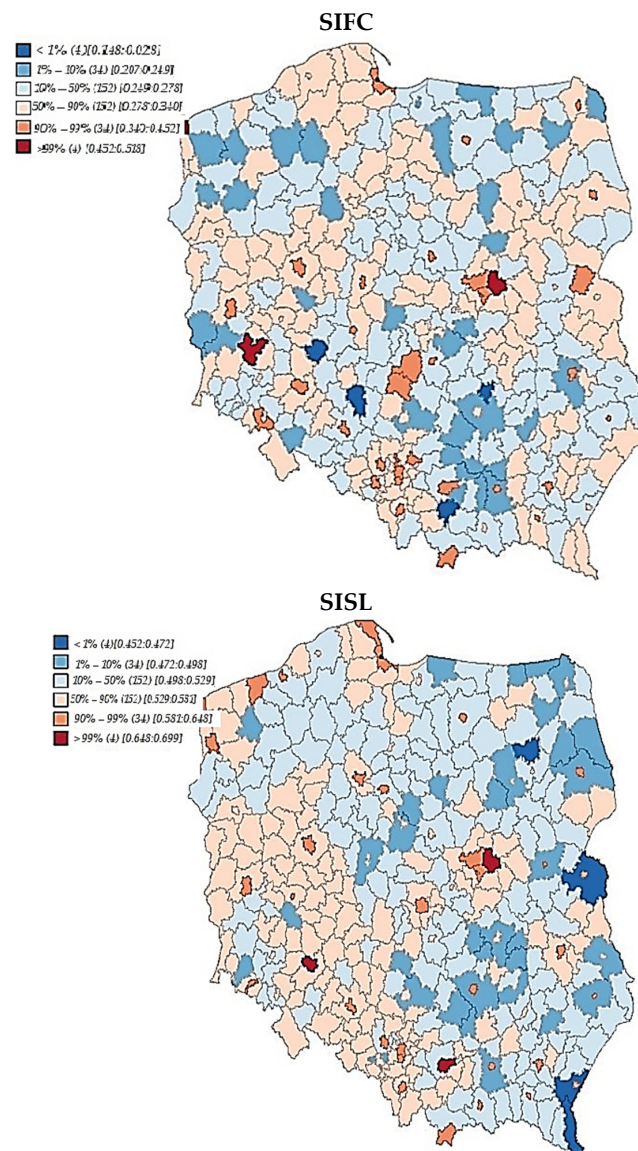 SIFC
< 1% (4) [0.148:0.028]
1% – 10% (34) [0.207:0.249]
10% – 50% (152) [0.249:0.278]
50% – 90% (152) [0.278:0.340]
90% – 99% (34) [0.340:0.452]
>99% (4) [0.452:0.518]
SISL
< 1% (4)[0.452:0.472]
1% – 10% (34) [0.472:0.498]
10% – 50% (152) [0.498:0.529]
50% – 90% (152) [0.529:0.581]
90% – 99% (34) [0.581:0.648]
>99% (4) [0.648:0.699]